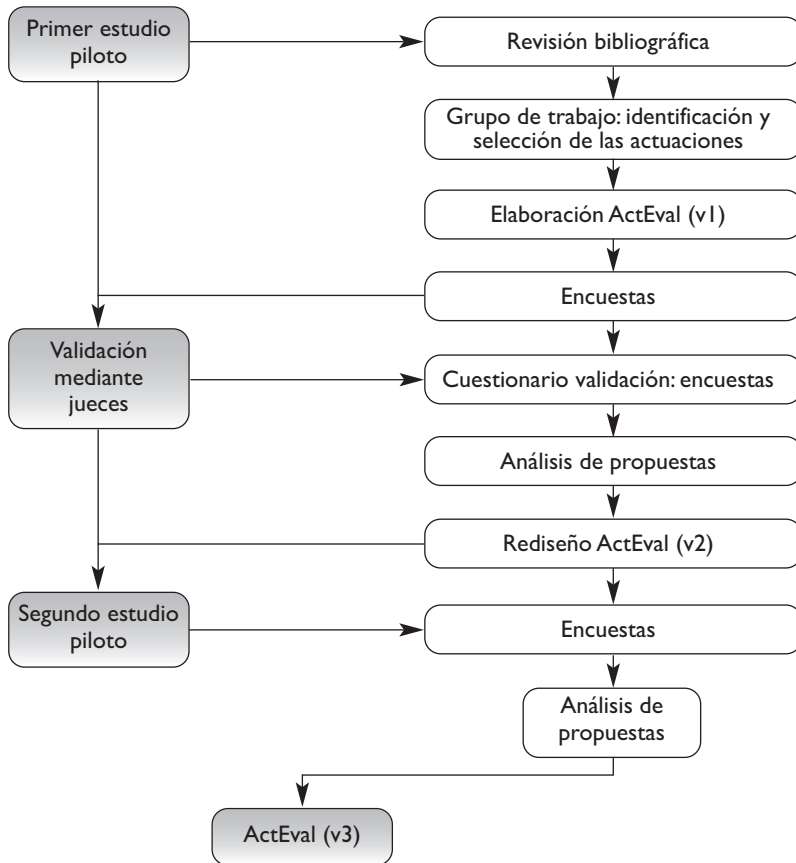 Primer estudio
piloto
Revisión bibliográfica
Grupo de trabajo: identificación y
selección de las actuaciones
Elaboración ActEval (v1)
Encuestas
Validación
mediante
jueces
Cuestionario validación: encuestas
Análisis de propuestas
Rediseño ActEval (v2)
Segundo estudio
piloto
Encuestas
Análisis de
propuestas
ActEval (v3)